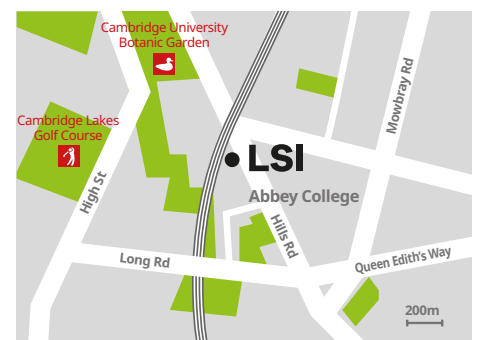 Cambridge University
Botanic Garden
Mowbray Rd
Cambridge Lakes
Golf Course
LSI
Abbey College
High St
Hills Rd
Long Rd
Queen Edith's Way
200m